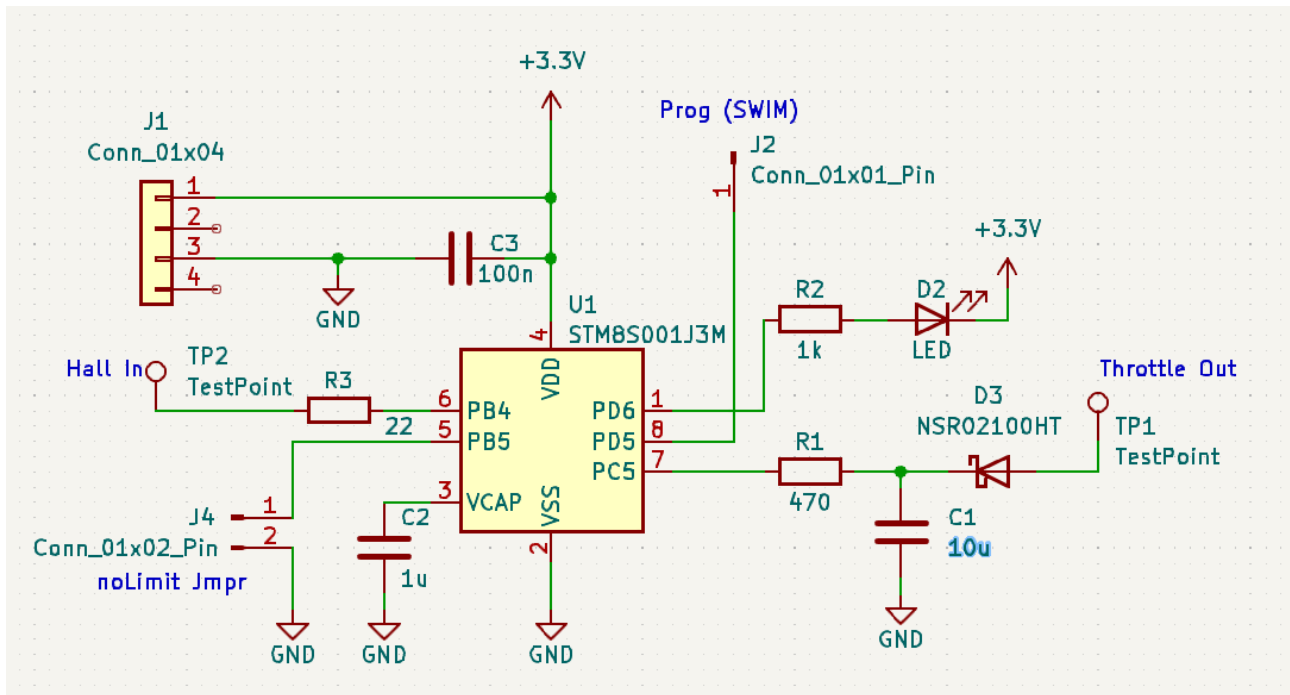 +3.3V
Prog (SWIM)
J1
Conn_01x04
J2
Conn_01x01_Pin
1
1
2
3
4
+3.3V
C3
100n
GND
U1
STM8S001J3M
R2
1k
D2
LED
4
VDD
Hall In
TP2
TestPoint
R3
22
6
PB4
5
PB5
3
VCAP
VSS
2
PD6
1
PD5
8
PC5
7
Throttle Out
D3
NSR02100HT
TP1
TestPoint
R1
470
C1
10u
GND
J4
Conn_01x02_Pin
1
2
noLimit Jmpr
C2
1u
GND
GND
GND